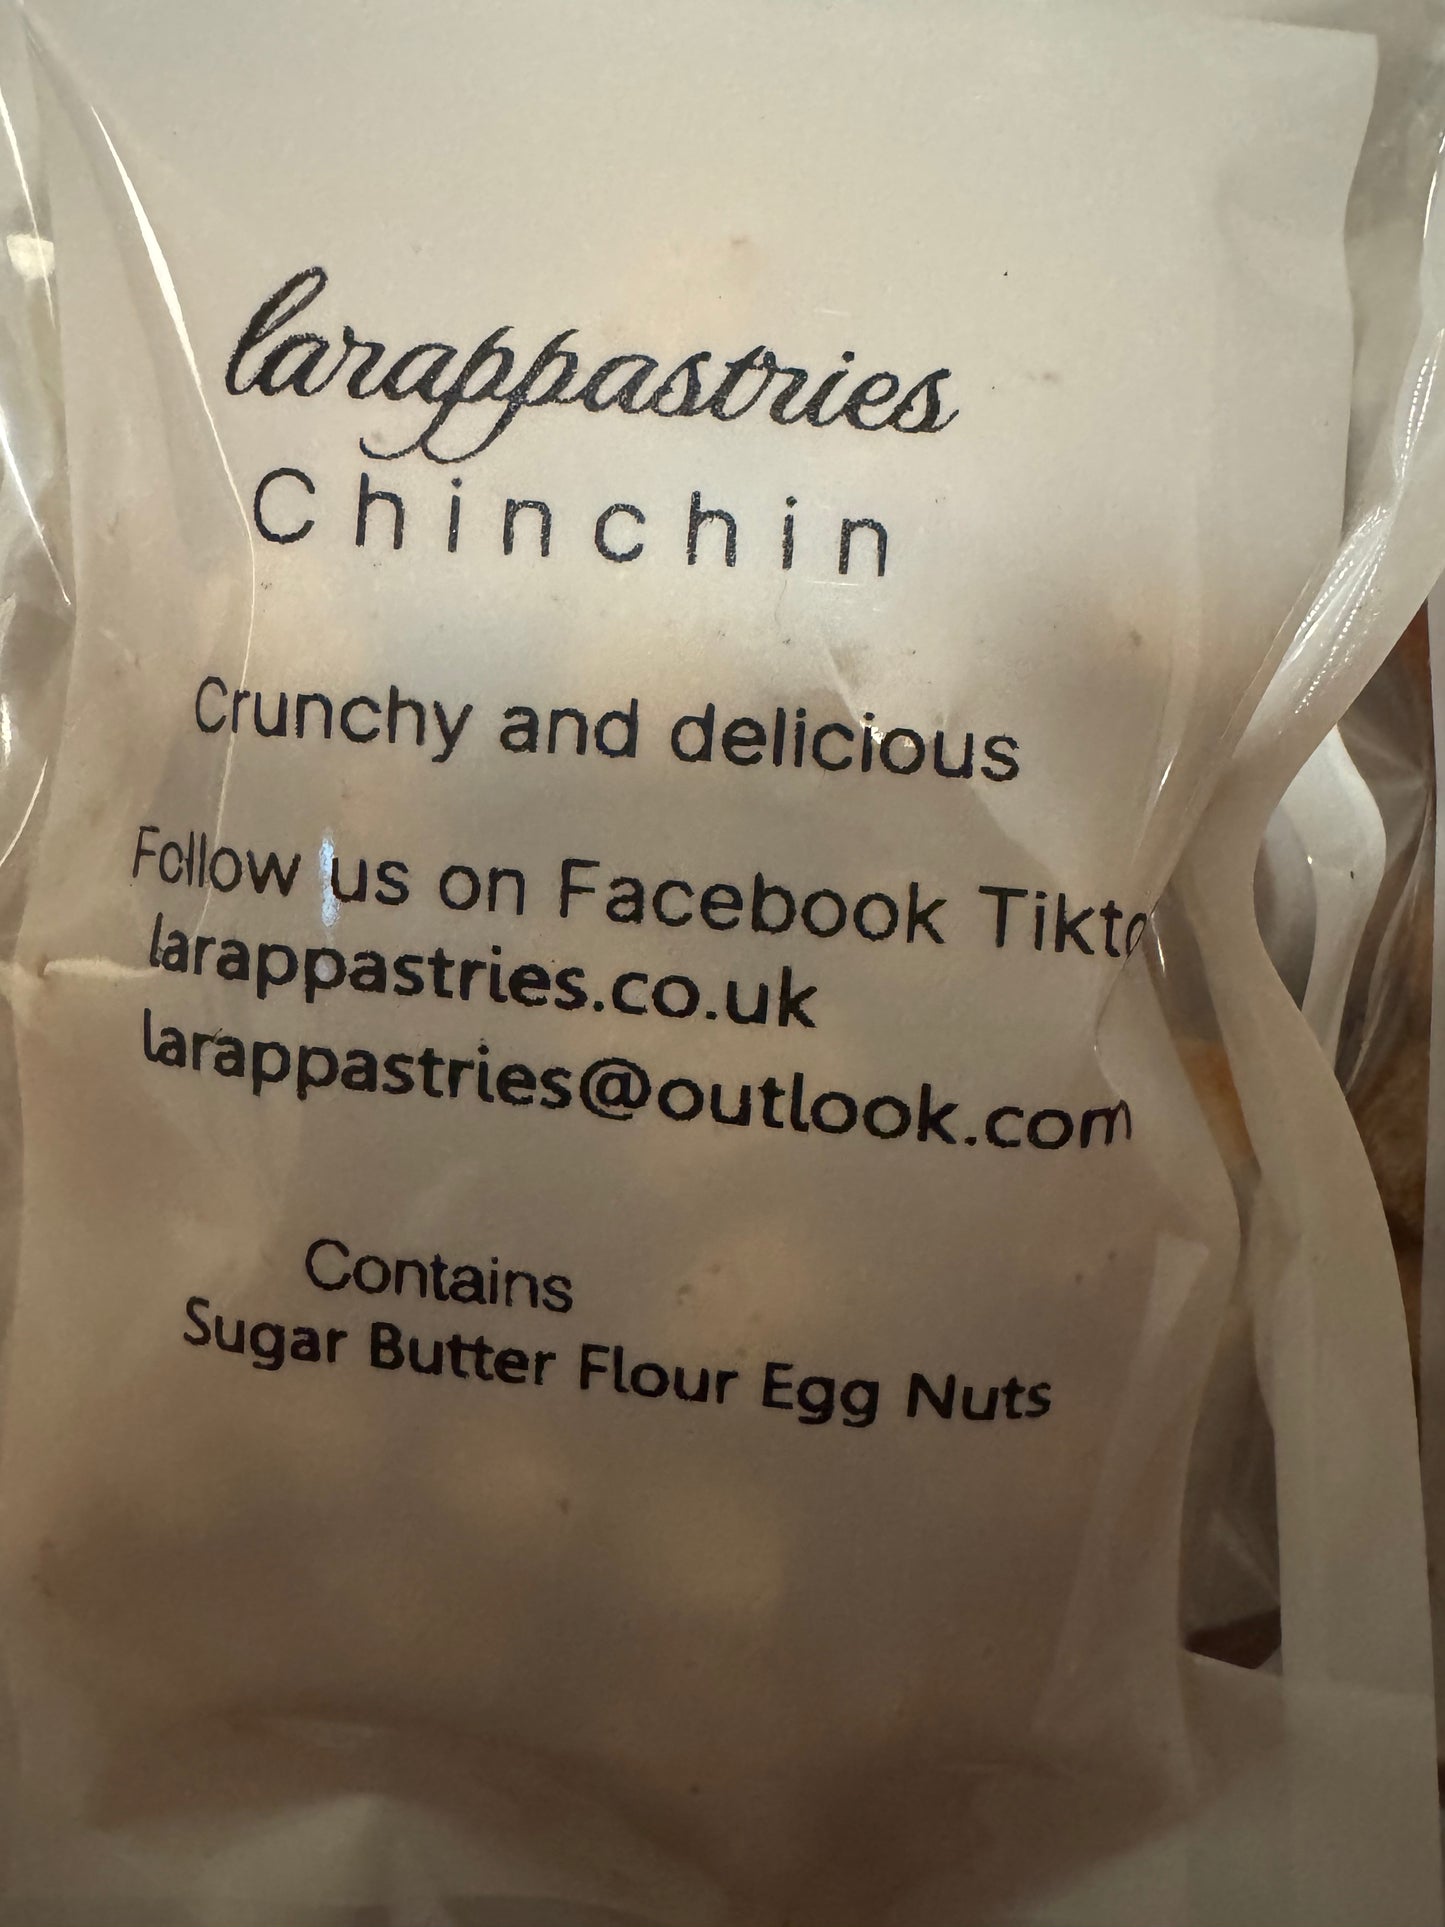 larappastries
Chinchin
Crunchy and delicious
Follow us on Facebook Tikto
larappastries.co.uk
larappastries@outlook.com
Contains
Sugar Butter Flour Egg Nuts